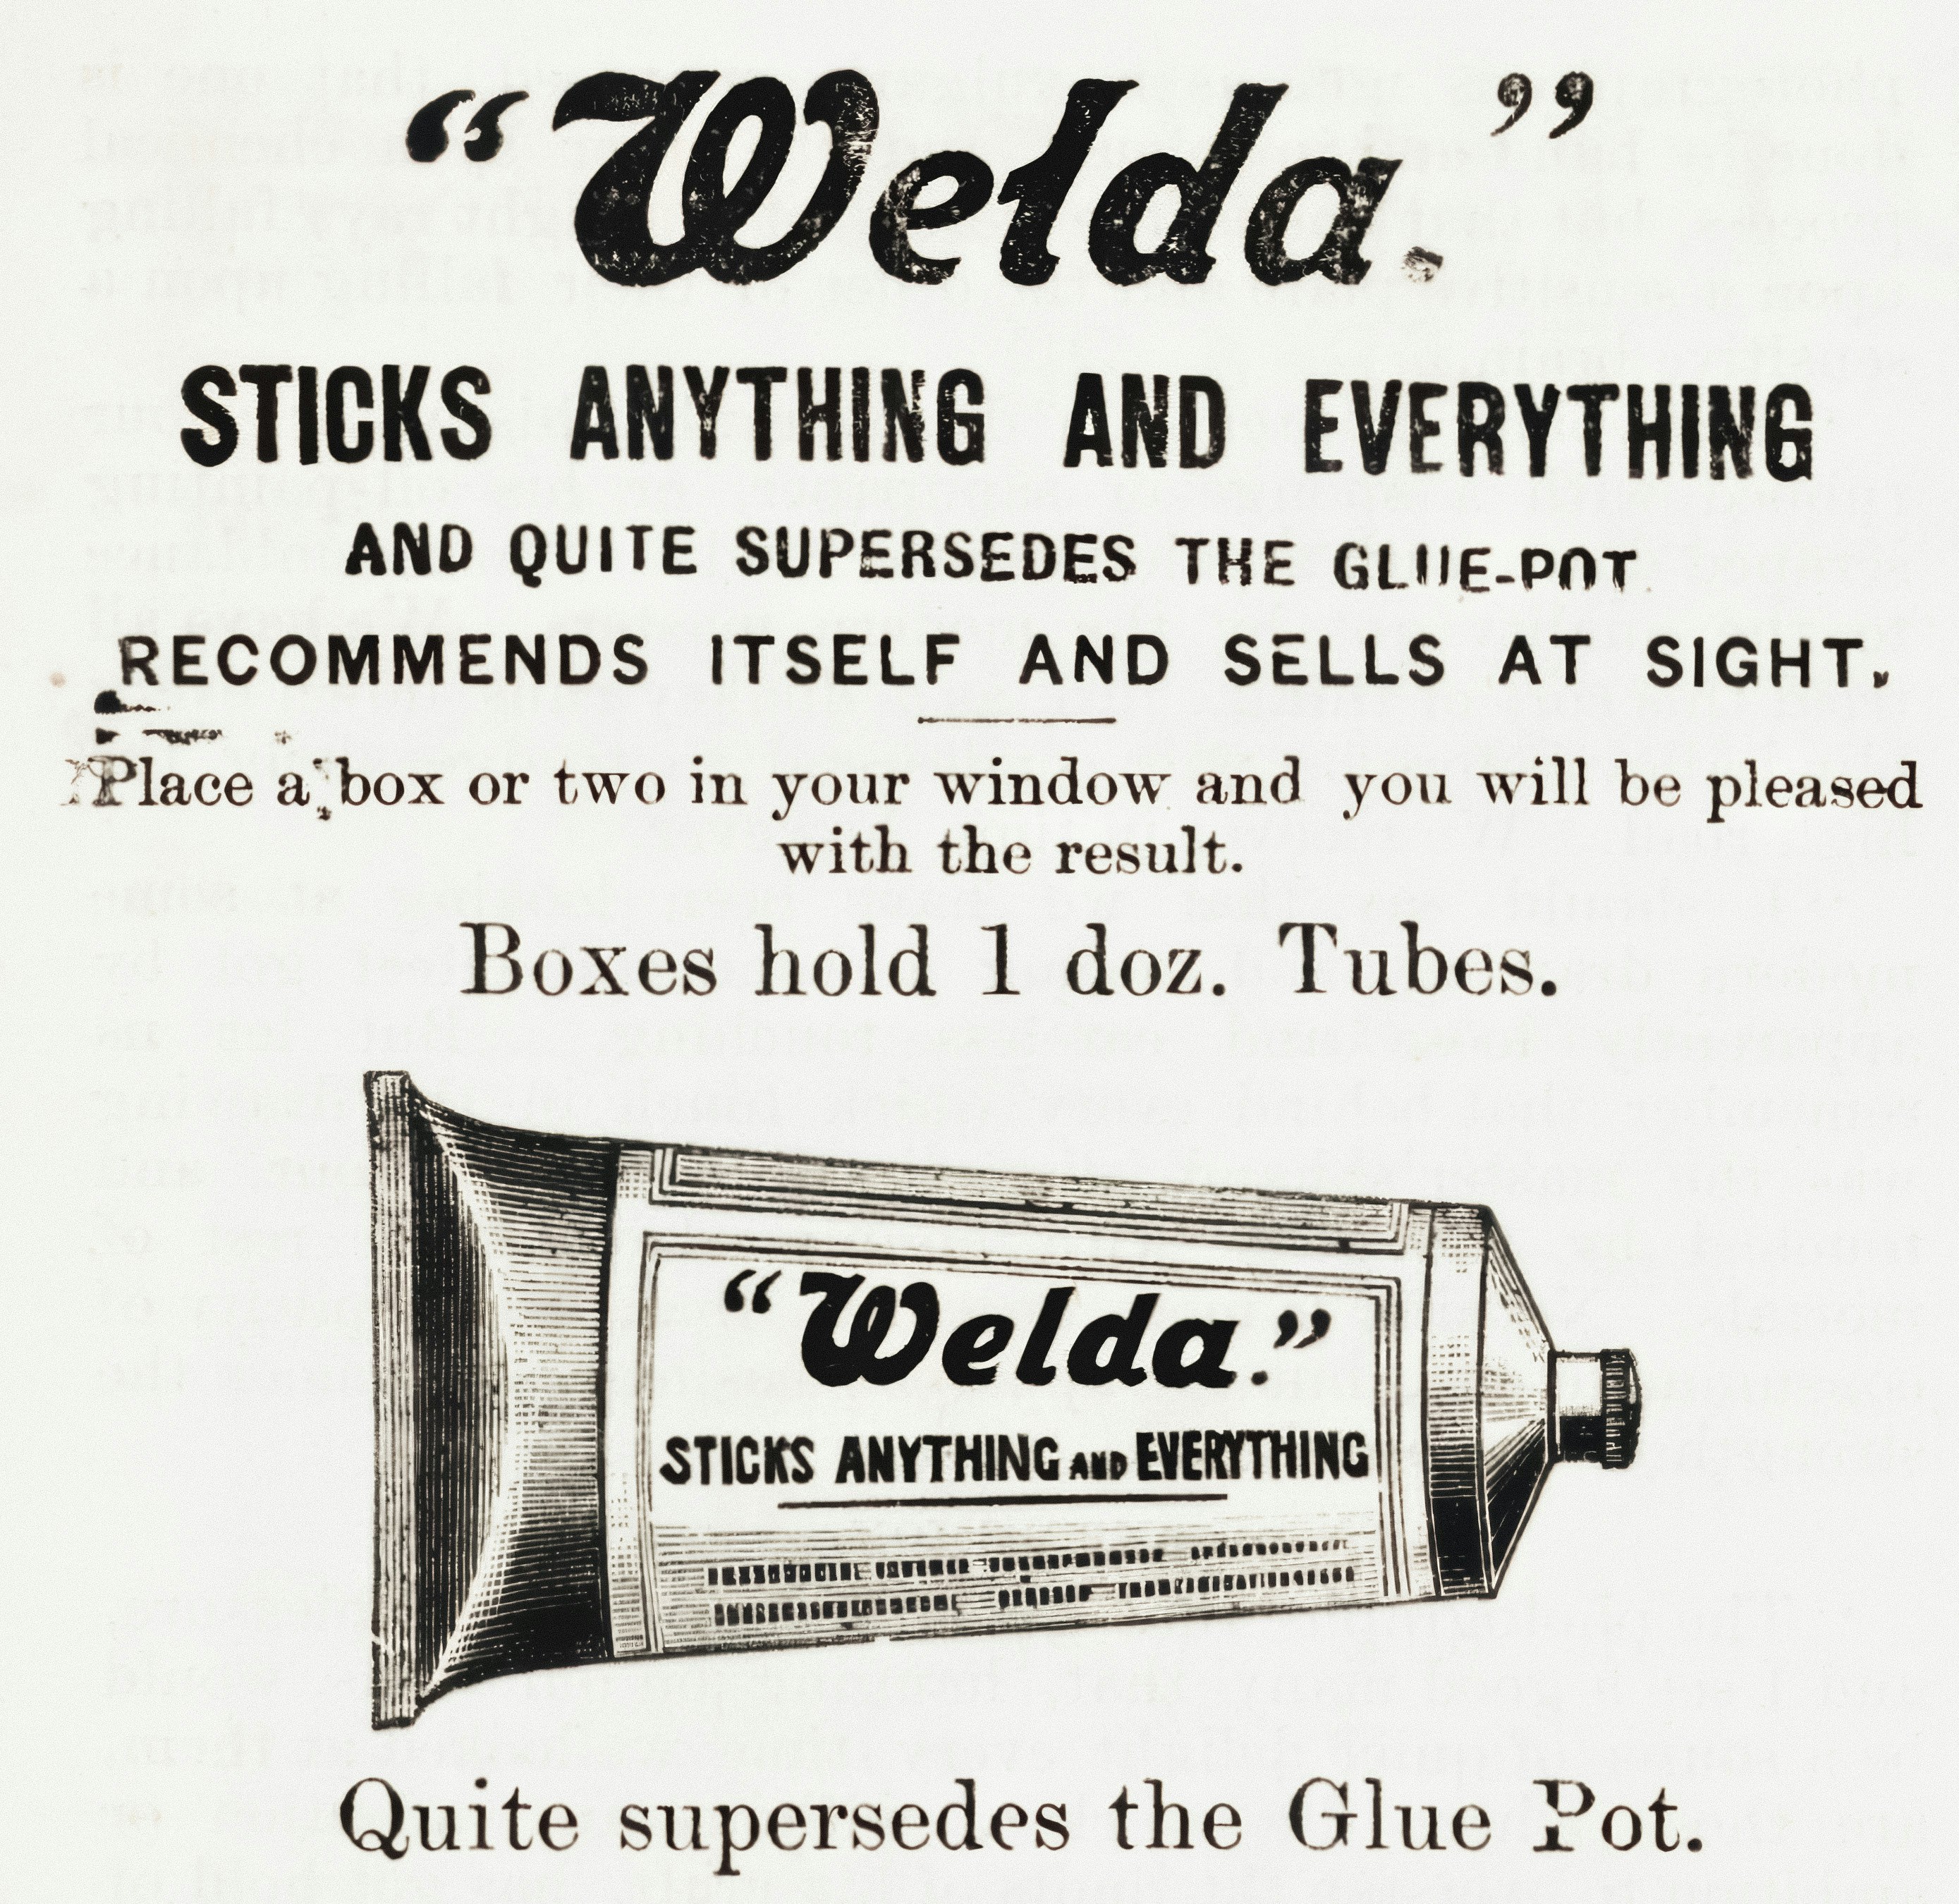 “Welda.”
STICKS ANYTHING AND EVERYTHING
AND QUITE SUPERSEDES THE GLUE-POT
RECOMMENDS ITSELF AND SELLS AT SIGHT.
Place a box or two in your window and you will be pleased
with the result.
Boxes hold 1 doz. Tubes.
“Welda.”
STICKS ANYTHING AND EVERYTHING
Quite supersedes the Glue Pot.